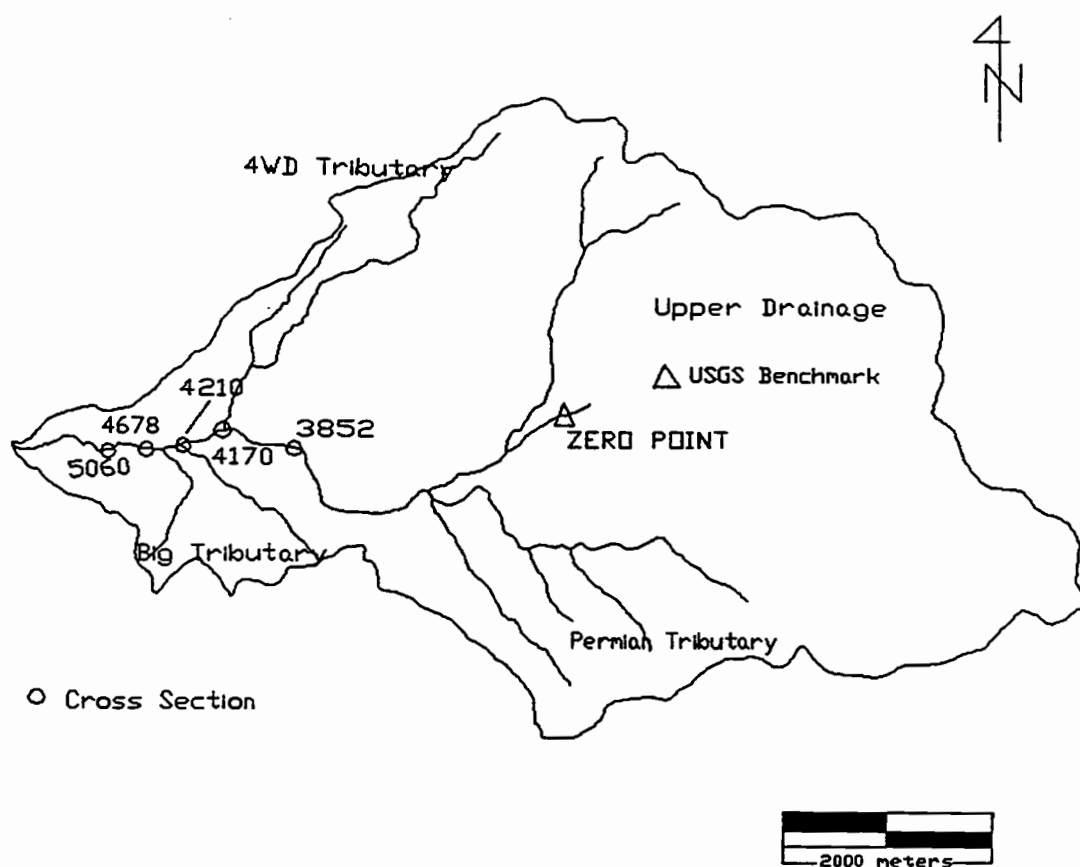 N
4WD Tributary
Upper Drainage
USGS Benchmark
4210
4678
3852
ZERO POINT
4170
5060
Big Tributary
Permian Tributary
Cross Section
2000 meters